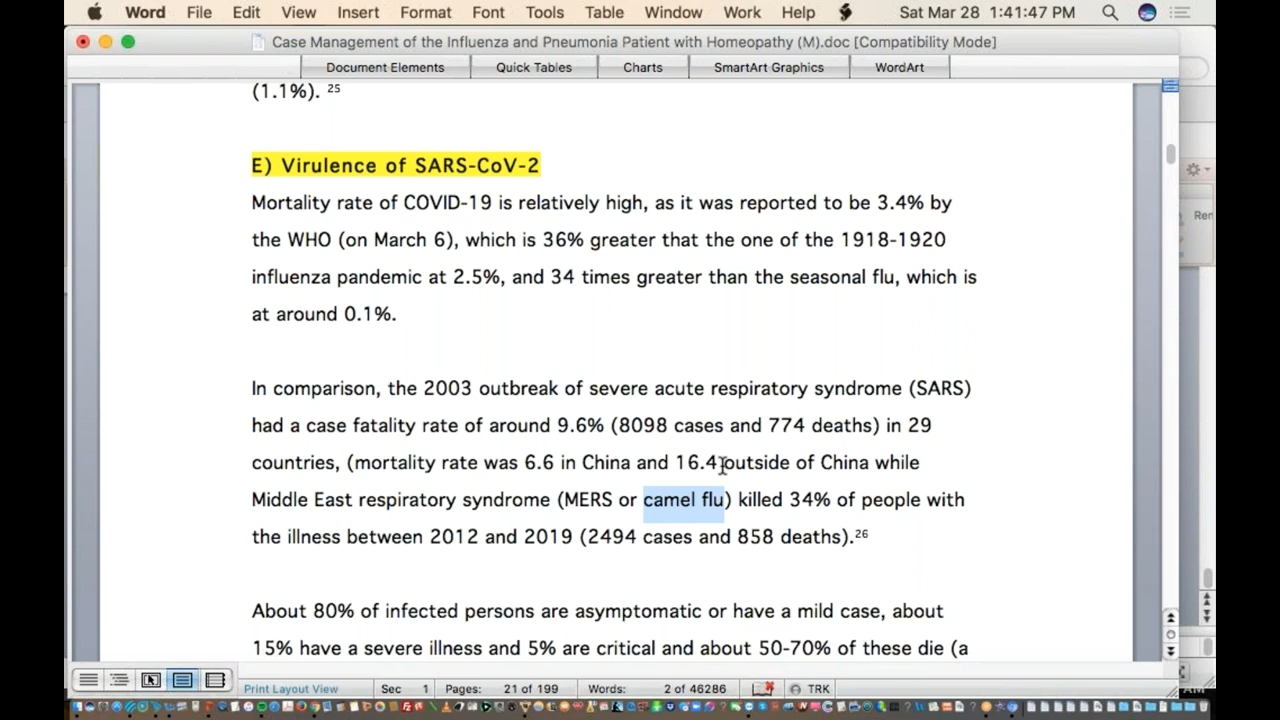 Word File Edit View Insert Format Font Tools Table Window Work Help Sat Mar 28 1:41:47 PM
Case Management of the Influenza and Pneumonia Patient with Homeopathy (M).doc [Compatibility Mode]
Document Elements Quick Tables Charts SmartArt Graphics WordArt
(1.1%). 25
E) Virulence of SARS-CoV-2
Mortality rate of COVID-19 is relatively high, as it was reported to be 3.4% by
the WHO (on March 6), which is 36% greater that the one of the 1918-1920
influenza pandemic at 2.5%, and 34 times greater than the seasonal flu, which is
at around 0.1%.
In comparison, the 2003 outbreak of severe acute respiratory syndrome (SARS)
had a case fatality rate of around 9.6% (8098 cases and 774 deaths) in 29
countries, (mortality rate was 6.6 in China and 16.4 outside of China while
Middle East respiratory syndrome (MERS or camel flu) killed 34% of people with
the illness between 2012 and 2019 (2494 cases and 858 deaths).26
About 80% of infected persons are asymptomatic or have a mild case, about
15% have a severe illness and 5% are critical and about 50-70% of these die (a
Print Layout View Sec 1 Pages: 21 of 199 Words: 2 of 46286 TRK
Ren
AM